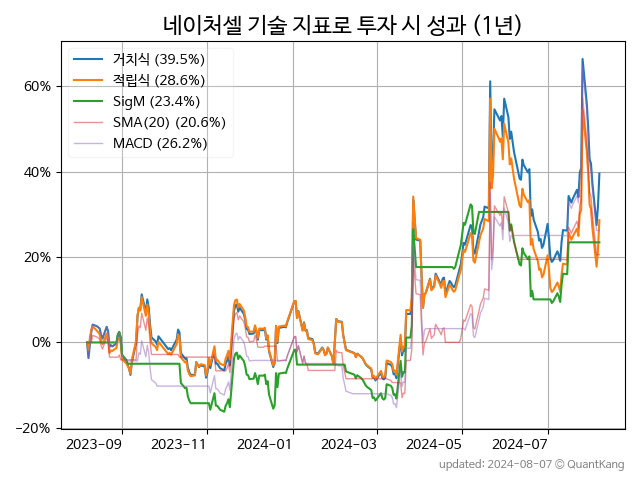 네이처셀 기술 지표로 투자 시 성과 (1년)
거치식 (39.5%)
적립식 (28.6%)
SigM (23.4%)
SMA(20) (20.6%)
MACD (26.2%)
60%
40%
20%
0%
−20%
2023-09 2023-11 2024-01 2024-03 2024-05 2024-07
updated: 2024-08-07 © QuantKang